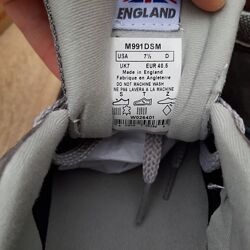 ENGLAND
M991DSM
USA 7½ D
UK7 EUR 40.5
Made in England
Fabrique en Angleterre
DO NOT MACHINE WASH
NE PAS LAVER A LA MACHINE
W026401